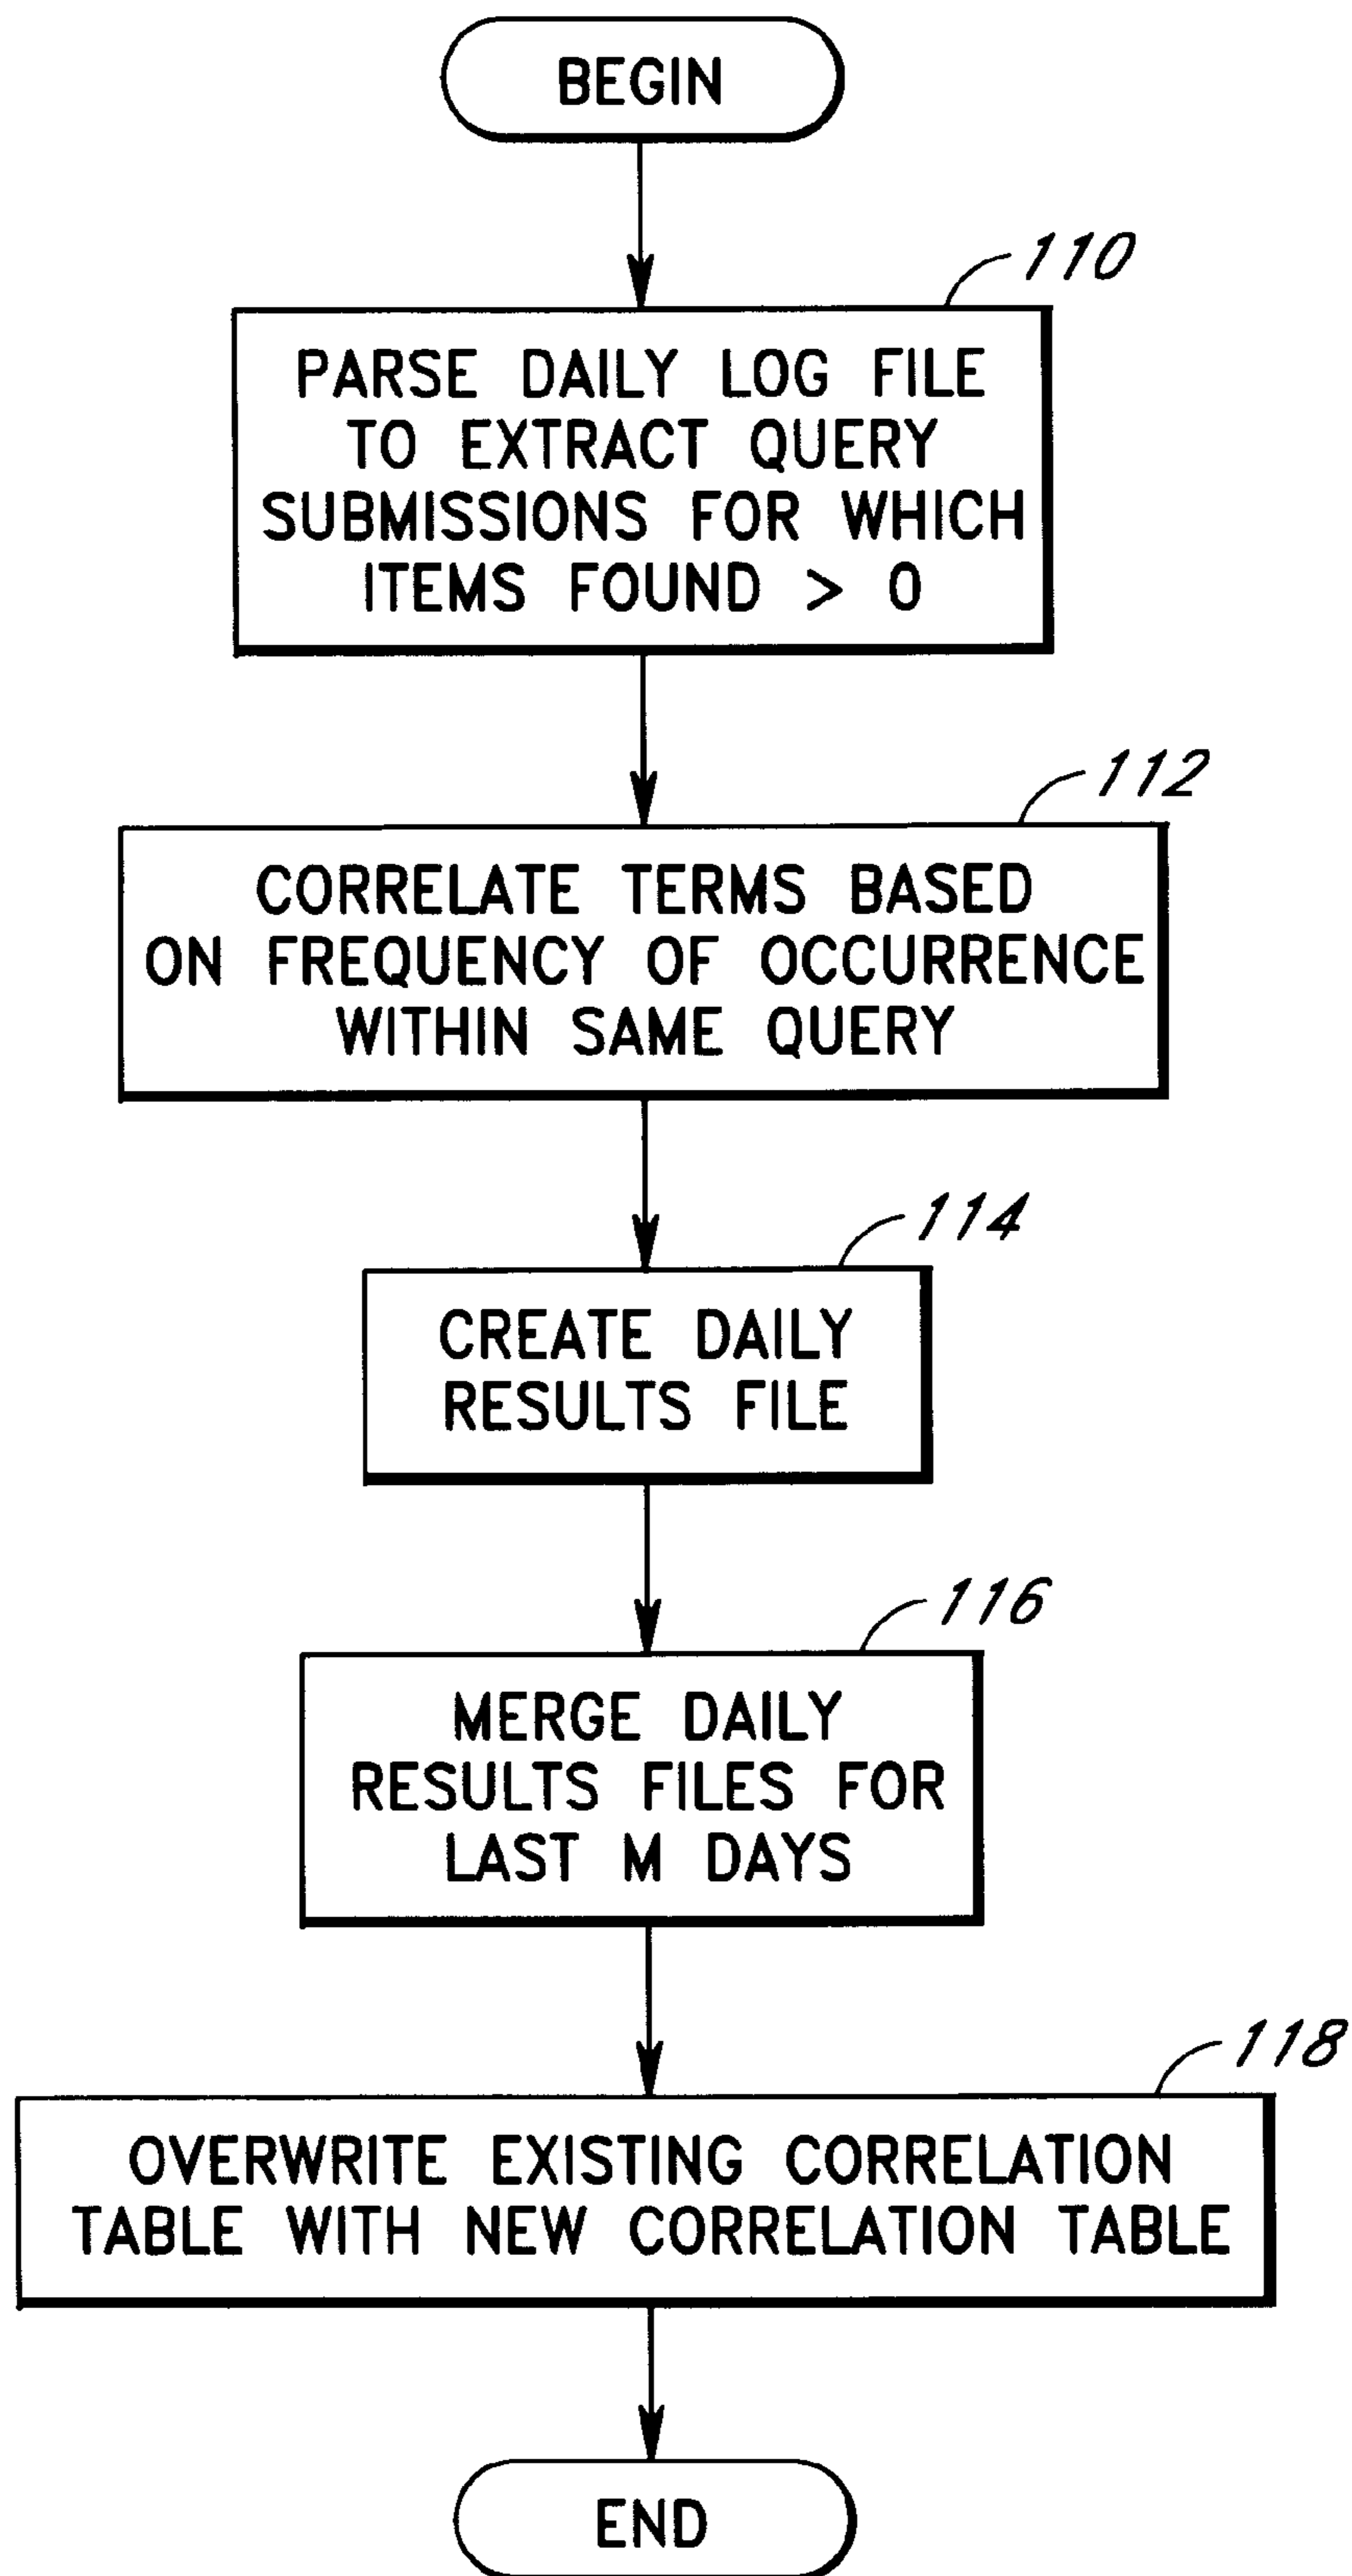 BEGIN
110
PARSE DAILY LOG FILE
TO EXTRACT QUERY
SUBMISSIONS FOR WHICH
ITEMS FOUND > 0
112
CORRELATE TERMS BASED
ON FREQUENCY OF OCCURRENCE
WITHIN SAME QUERY
114
CREATE DAILY
RESULTS FILE
116
MERGE DAILY
RESULTS FILES FOR
LAST M DAYS
118
OVERWRITE EXISTING CORRELATION
TABLE WITH NEW CORRELATION TABLE
END